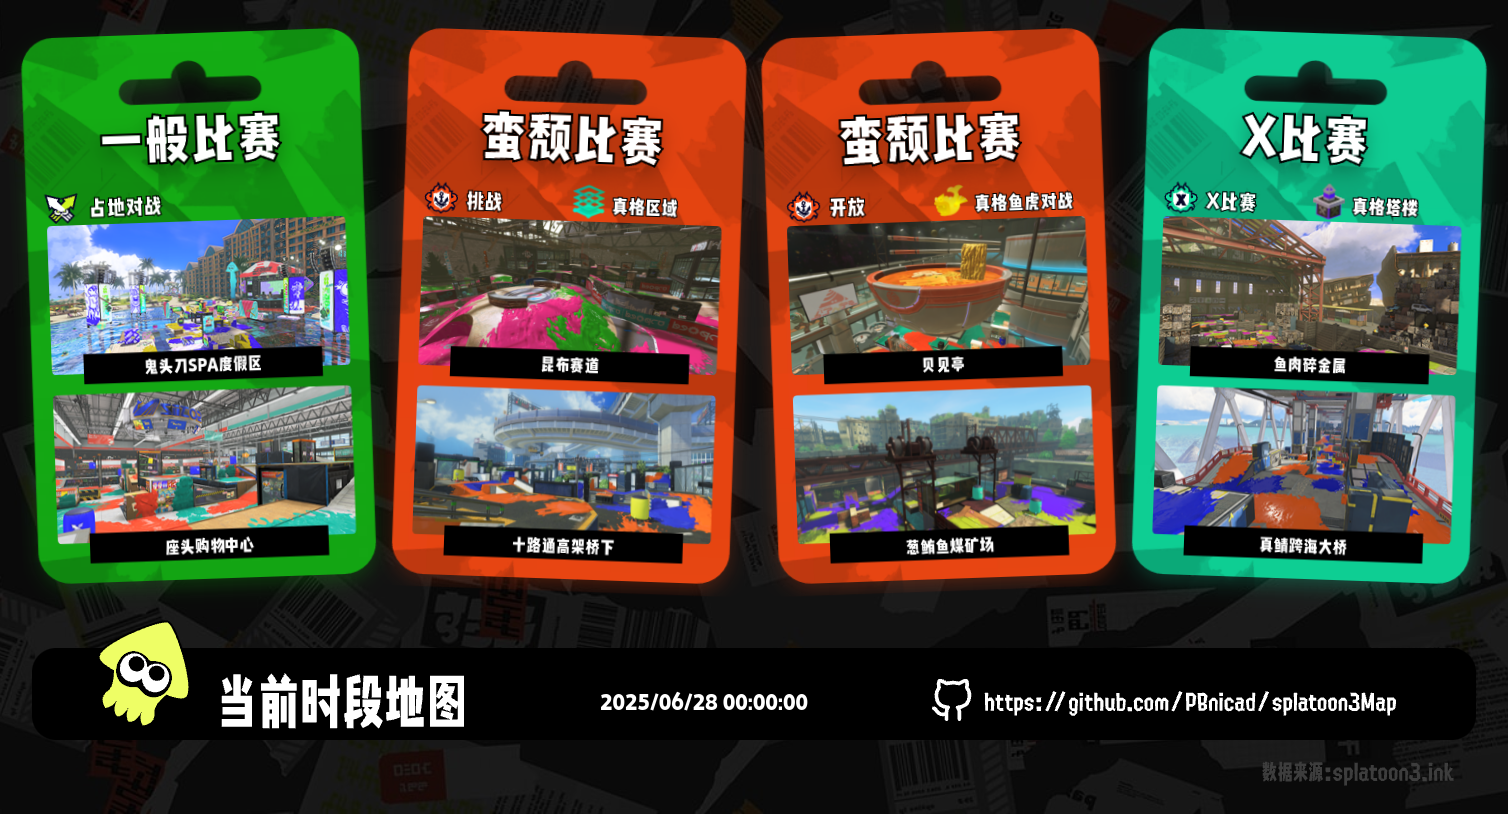 一般比赛
占地对战
鬼头刀SPA度假区
座头购物中心
蛮颓比赛
挑战
真格区域
昆布赛道
十路通高架桥下
蛮颓比赛
开放
真格鱼虎对战
贝见亭
葱鲔鱼煤矿场
X比赛
X比赛
真格塔楼
鱼肉碎金属
真鲭跨海大桥
当前时段地图
2025/06/28 00:00:00
https://github.com/PBnicad/splatoon3Map
数据来源:splatoon3.ink